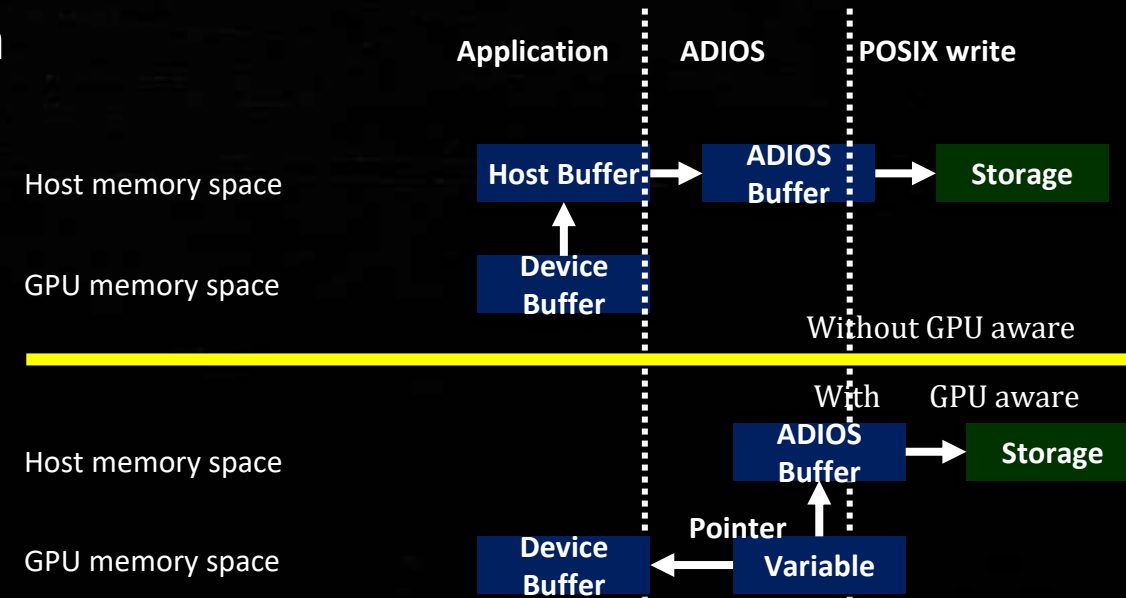 Application ADIOS POSIX write
Host memory space
Host Buffer
ADIOS
Buffer
Storage
GPU memory space
Device
Buffer
Without GPU aware
With GPU aware
Host memory space
ADIOS
Buffer
Storage
Pointer
GPU memory space
Device
Buffer
Variable